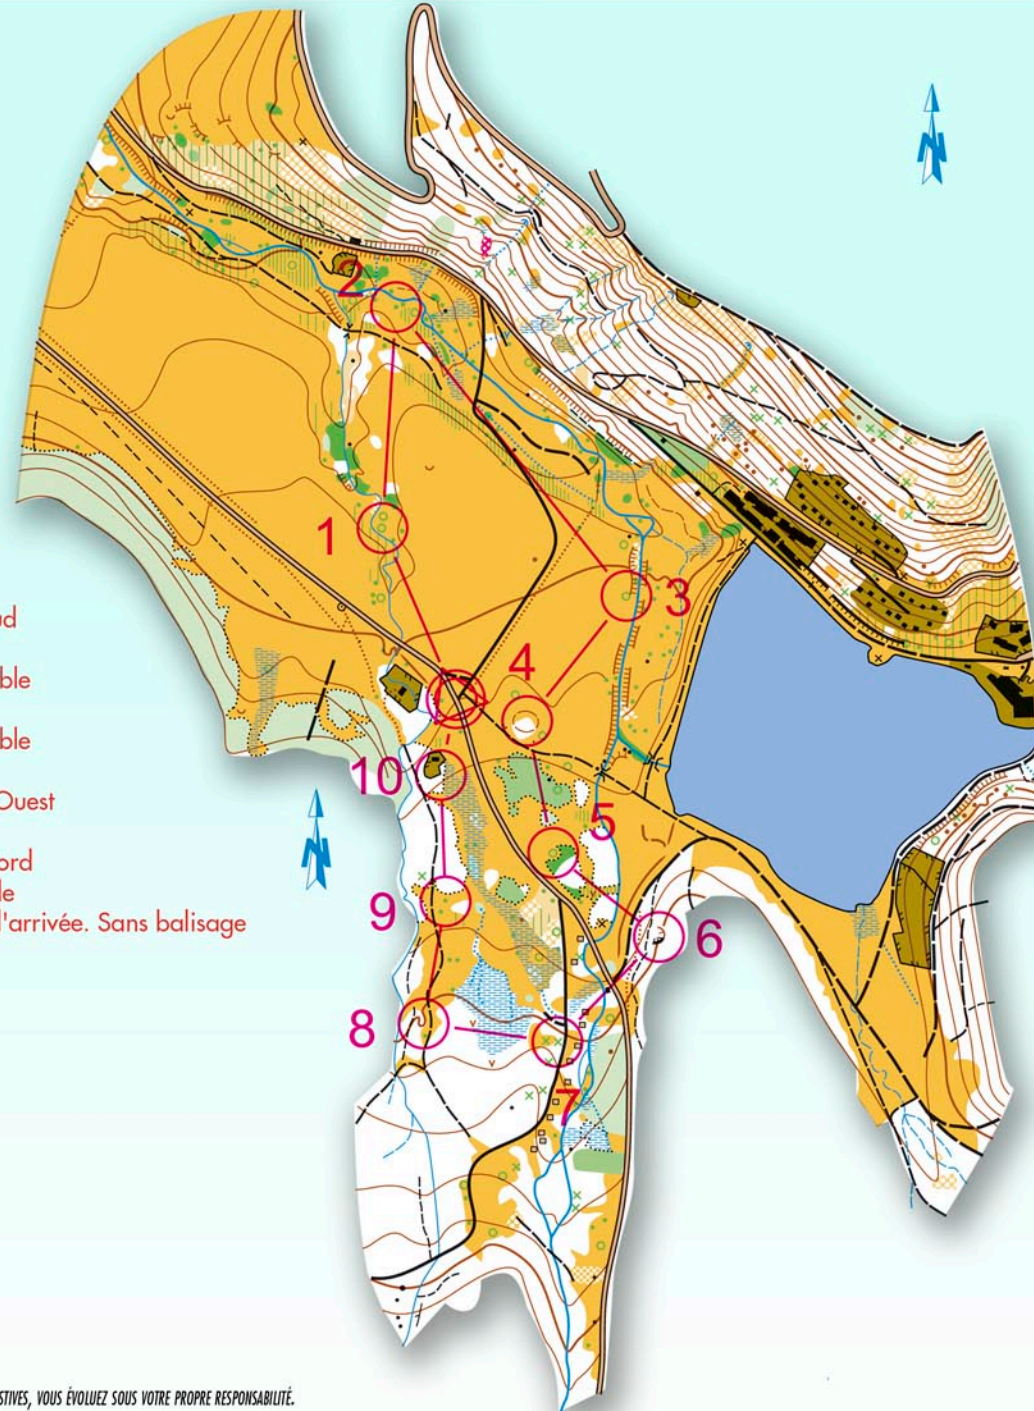 N
2
1
3
4
ud
ble
ble
10
5
Ouest
N
ord
9
6
le
l'arrivée. Sans balisage
8
7
STIVES, VOUS ÉVOLUEZ SOUS VOTRE PROPRE RESPONSABILITÉ.